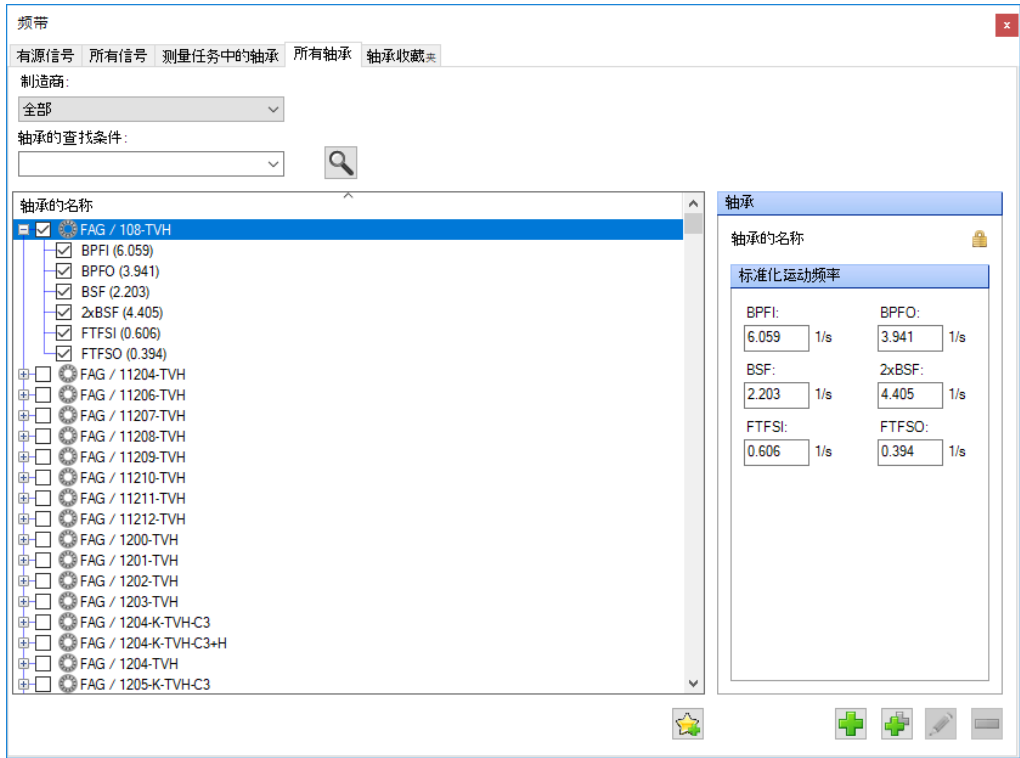 频带
x
有源信号 所有信号 测量任务中的轴承 所有轴承 轴承收藏夹
制造商:
全部
轴承的查找条件:
轴承的名称
FAG / 108-TVH
BPFI (6.059)
BPFO (3.941)
BSF (2.203)
2xBSF (4.405)
FTFSI (0.606)
FTFSO (0.394)
FAG / 11204-TVH
FAG / 11206-TVH
FAG / 11207-TVH
FAG / 11208-TVH
FAG / 11209-TVH
FAG / 11210-TVH
FAG / 11211-TVH
FAG / 11212-TVH
FAG / 1200-TVH
FAG / 1201-TVH
FAG / 1202-TVH
FAG / 1203-TVH
FAG / 1204-K-TVH-C3
FAG / 1204-K-TVH-C3+H
FAG / 1204-TVH
FAG / 1205-K-TVH-C3
轴承
轴承的名称
标准化运动频率
BPFI: BPFO:
6.059 1/s 3.941 1/s
BSF: 2xBSF:
2.203 1/s 4.405 1/s
FTFSI: FTFSO:
0.606 1/s 0.394 1/s